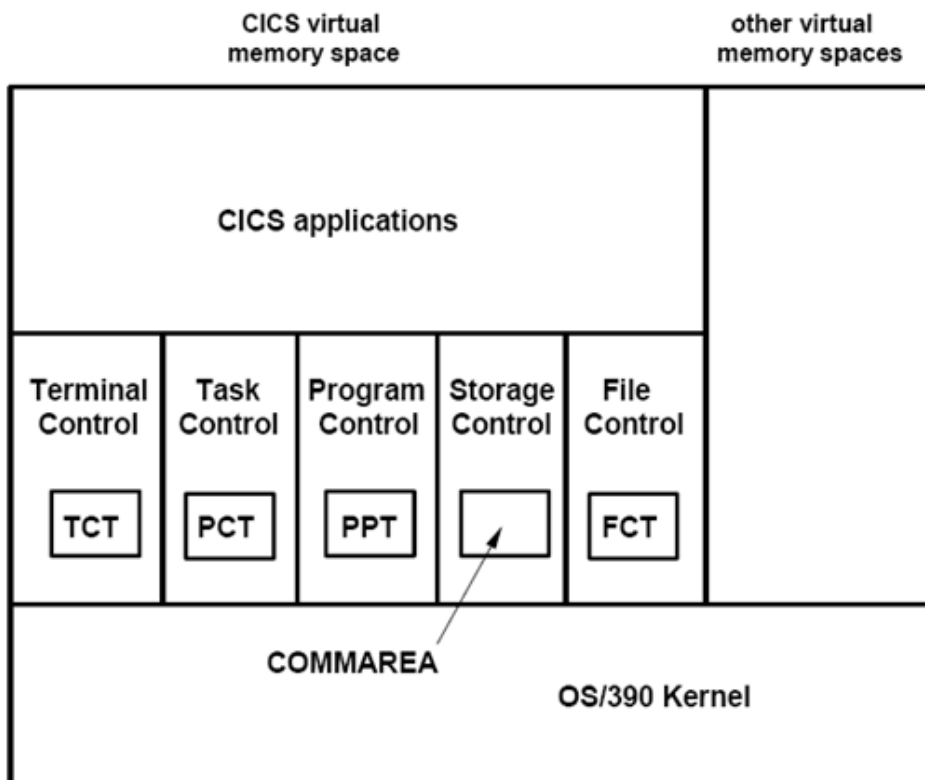 CICS virtual
memory space
other virtual
memory spaces
CICS applications
Terminal
Control
Task
Control
Program
Control
Storage
Control
File
Control
TCT
PCT
PPT
FCT
COMMAREA
OS/390 Kernel